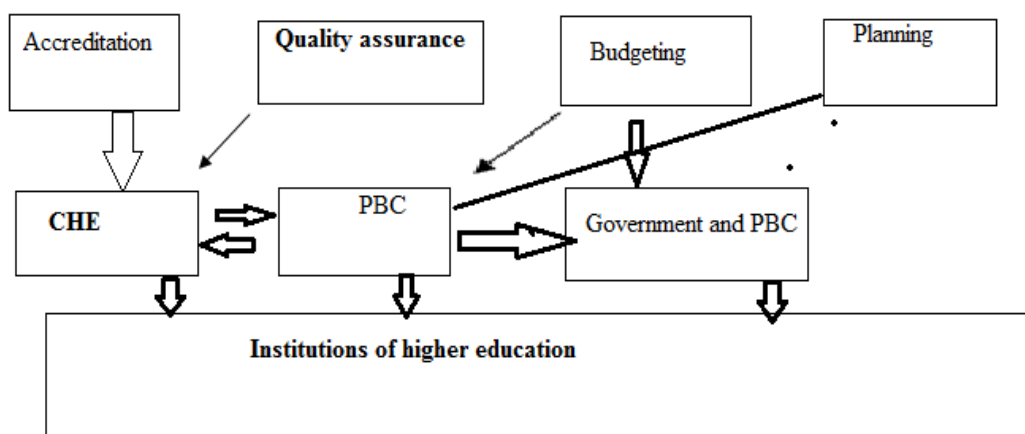 Accreditation
Quality assurance
Budgeting
Planning
CHE
PBC
Government and PBC
Institutions of higher education